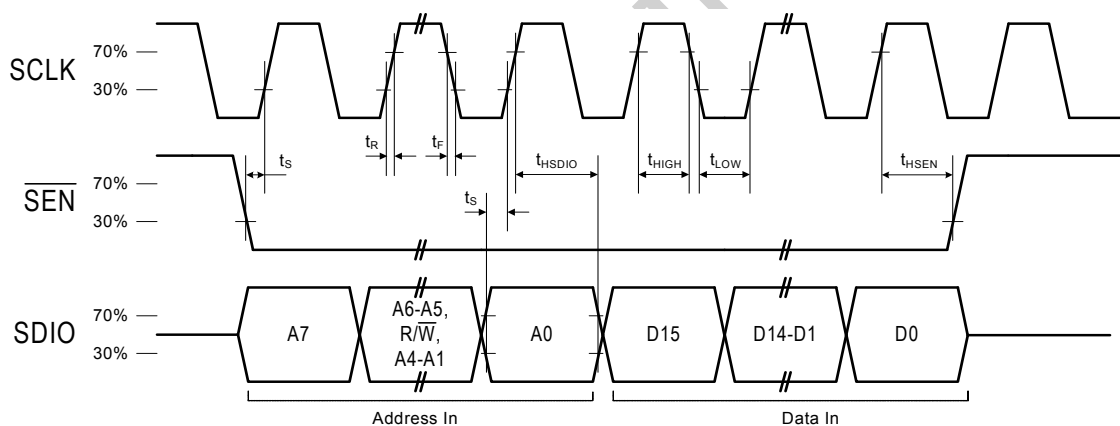 SCLK
70%
30%
tR
tF
tS
tHSDIO
tHIGH
tLOW
tHSEN
SEN
70%
30%
tS
SDIO
70%
30%
A7
A6-A5,
R/W,
A4-A1
A0
D15
D14-D1
D0
Address In
Data In